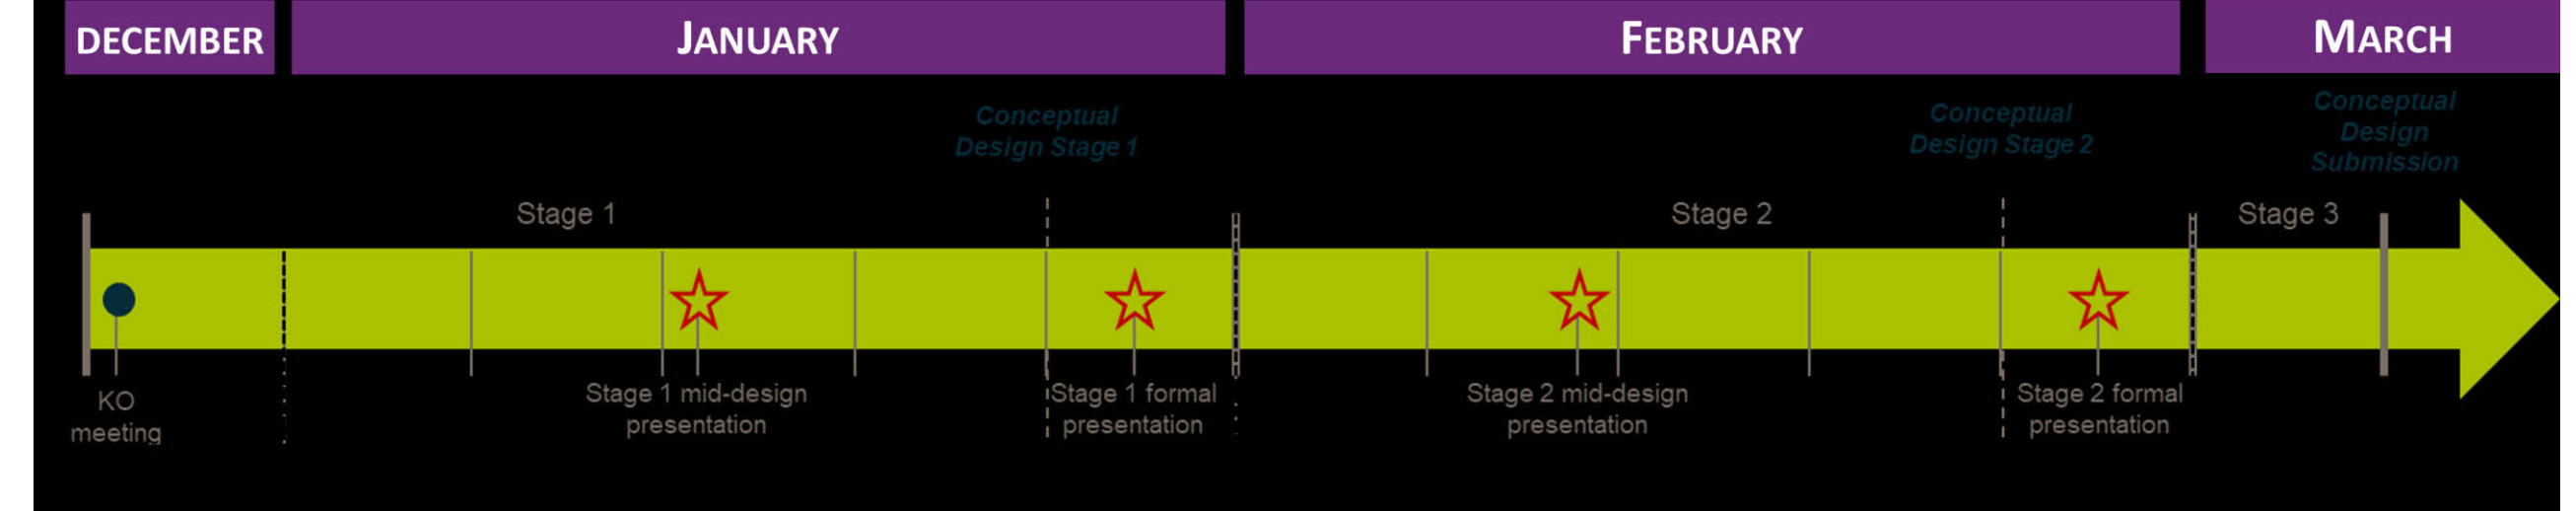 DECEMBER
JANUARY
FEBRUARY
MARCH
Conceptual
Design Stage 1
Conceptual
Design Stage 2
Conceptual
Design
Submission
Stage 1
Stage 2
Stage 3
KO
meeting
Stage 1 mid-design
presentation
Stage 1 formal
presentation
Stage 2 mid-design
presentation
Stage 2 formal
presentation